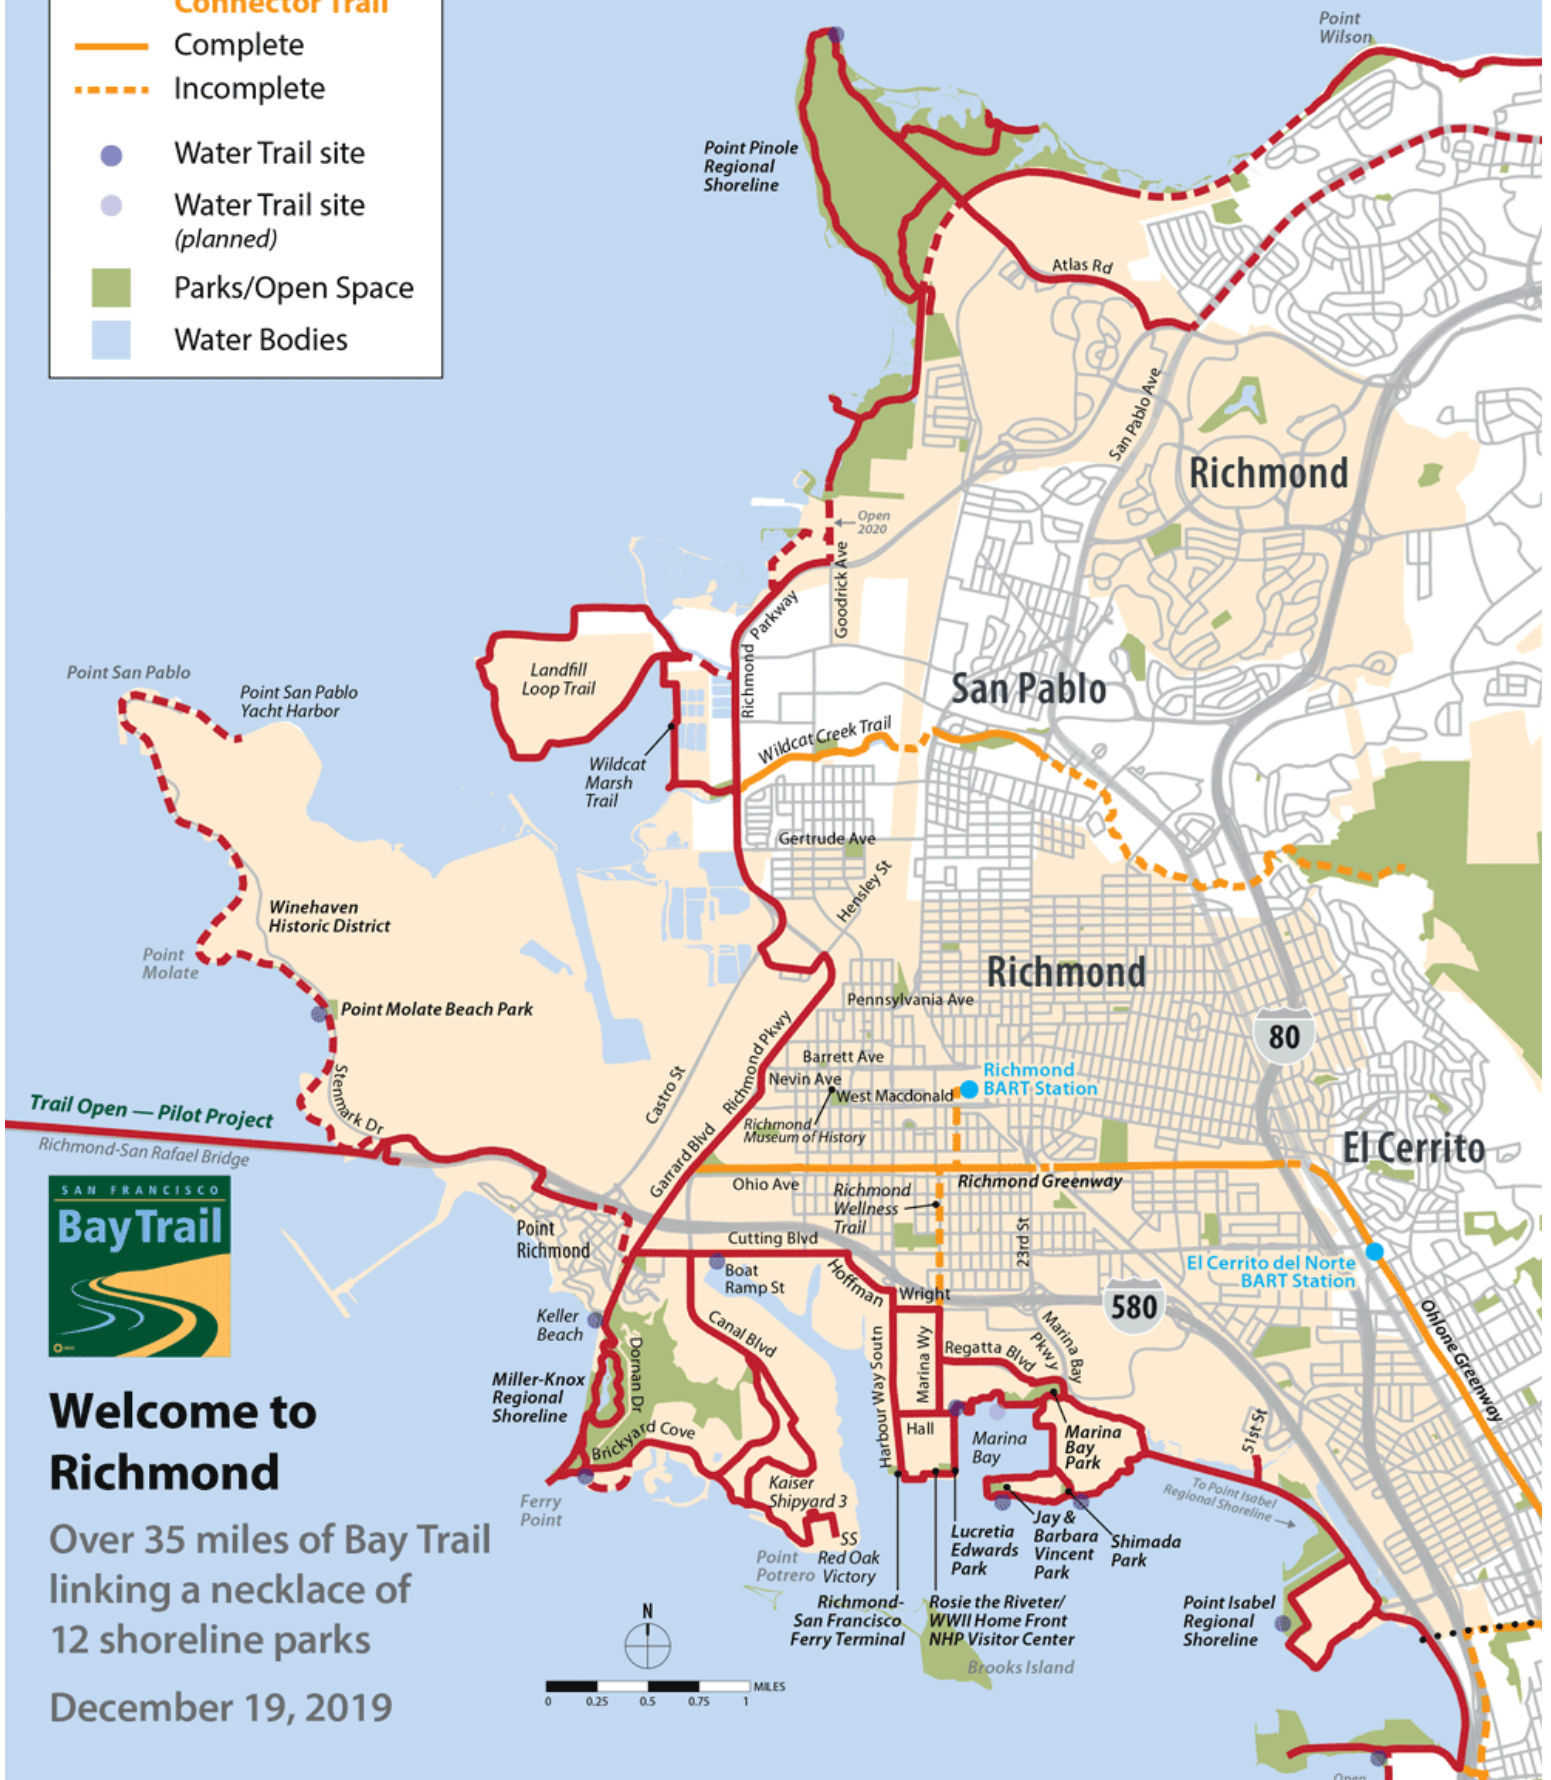 Connector Trail
Complete
Incomplete
Water Trail site
Water Trail site
(planned)
Parks/Open Space
Water Bodies
Point
Wilson
Point Pinole
Regional
Shoreline
Atlas Rd
San Pablo Ave
Richmond
Open
2020
Goodrick Ave
Parkway
Richmond
Landfill
Loop Trail
Point San Pablo
Point San Pablo
Yacht Harbor
San Pablo
Wildcat Creek Trail
Wildcat
Marsh
Trail
Gertrude Ave
Hensley St
Winehaven
Historic District
Point
Molate
Richmond
Point Molate Beach Park
Pennsylvania Ave
80
Barrett Ave
Nevin Ave
West Macdonald
Richmond
BART Station
Richmond
Museum of History
Castro St
Richmond Pkwy
Garrard Blvd
Stenmark Dr
Trail Open — Pilot Project
Richmond-San Rafael Bridge
El Cerrito
Ohio Ave
Richmond Greenway
Richmond
Wellness
Trail
23rd St
Point
Richmond
Cutting Blvd
El Cerrito del Norte
BART Station
Boat
Ramp St
Hoffman
Wright
580
Ohlone Greenway
Keller
Beach
Canal Blvd
Dornan Dr
Harbour Way South
Marina Wy
Regatta Blvd
Marina Bay
Pkwy
Miller-Knox
Regional
Shoreline
Brickyard Cove
Hall
Marina
Bay
Marina
Bay
Park
51st St
To Point Isabel
Regional Shoreline
Kaiser
Shipyard 3
Ferry
Point
SS
Red Oak
Victory
Point
Potrero
Lucretia
Edwards
Park
Jay &
Barbara
Vincent
Park
Shimada
Park
Richmond-
San Francisco
Ferry Terminal
Rosie the Riveter/
WWII Home Front
NHP Visitor Center
Brooks Island
Point Isabel
Regional
Shoreline
SAN FRANCISCO
Bay Trail
Welcome to
Richmond
Over 35 miles of Bay Trail
linking a necklace of
12 shoreline parks
December 19, 2019
N
0 0.25 0.5 0.75 1 MILES
Open